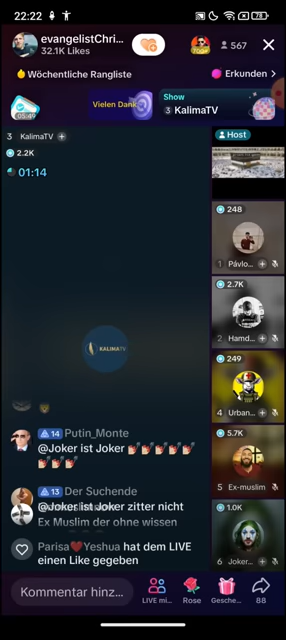 22:22
78
evangelistChri...
32.1K Likes
567
Wöchentliche Rangliste
Erkunden
05:49
Vielen Dank
Show
3 KalimaTV
3 KalimaTV
2.2K
01:14
Host
248
1 Pávlo...
2.7K
2 Hamd...
249
4 Urban...
5.7K
5 Ex-muslim
1.0K
6 Joker...
KALIMATV
14 Putin_Monte
@Joker ist Joker 💅💅💅💅💅
💅💅💅
13 Der Suchende
@Joker ist Joker zitter nicht
Ex Muslim der ohne wissen
Parisa❤️Yeshua hat dem LIVE
einen Like gegeben
Kommentar hinz...
LIVE mi...
Rose
Gesche...
88